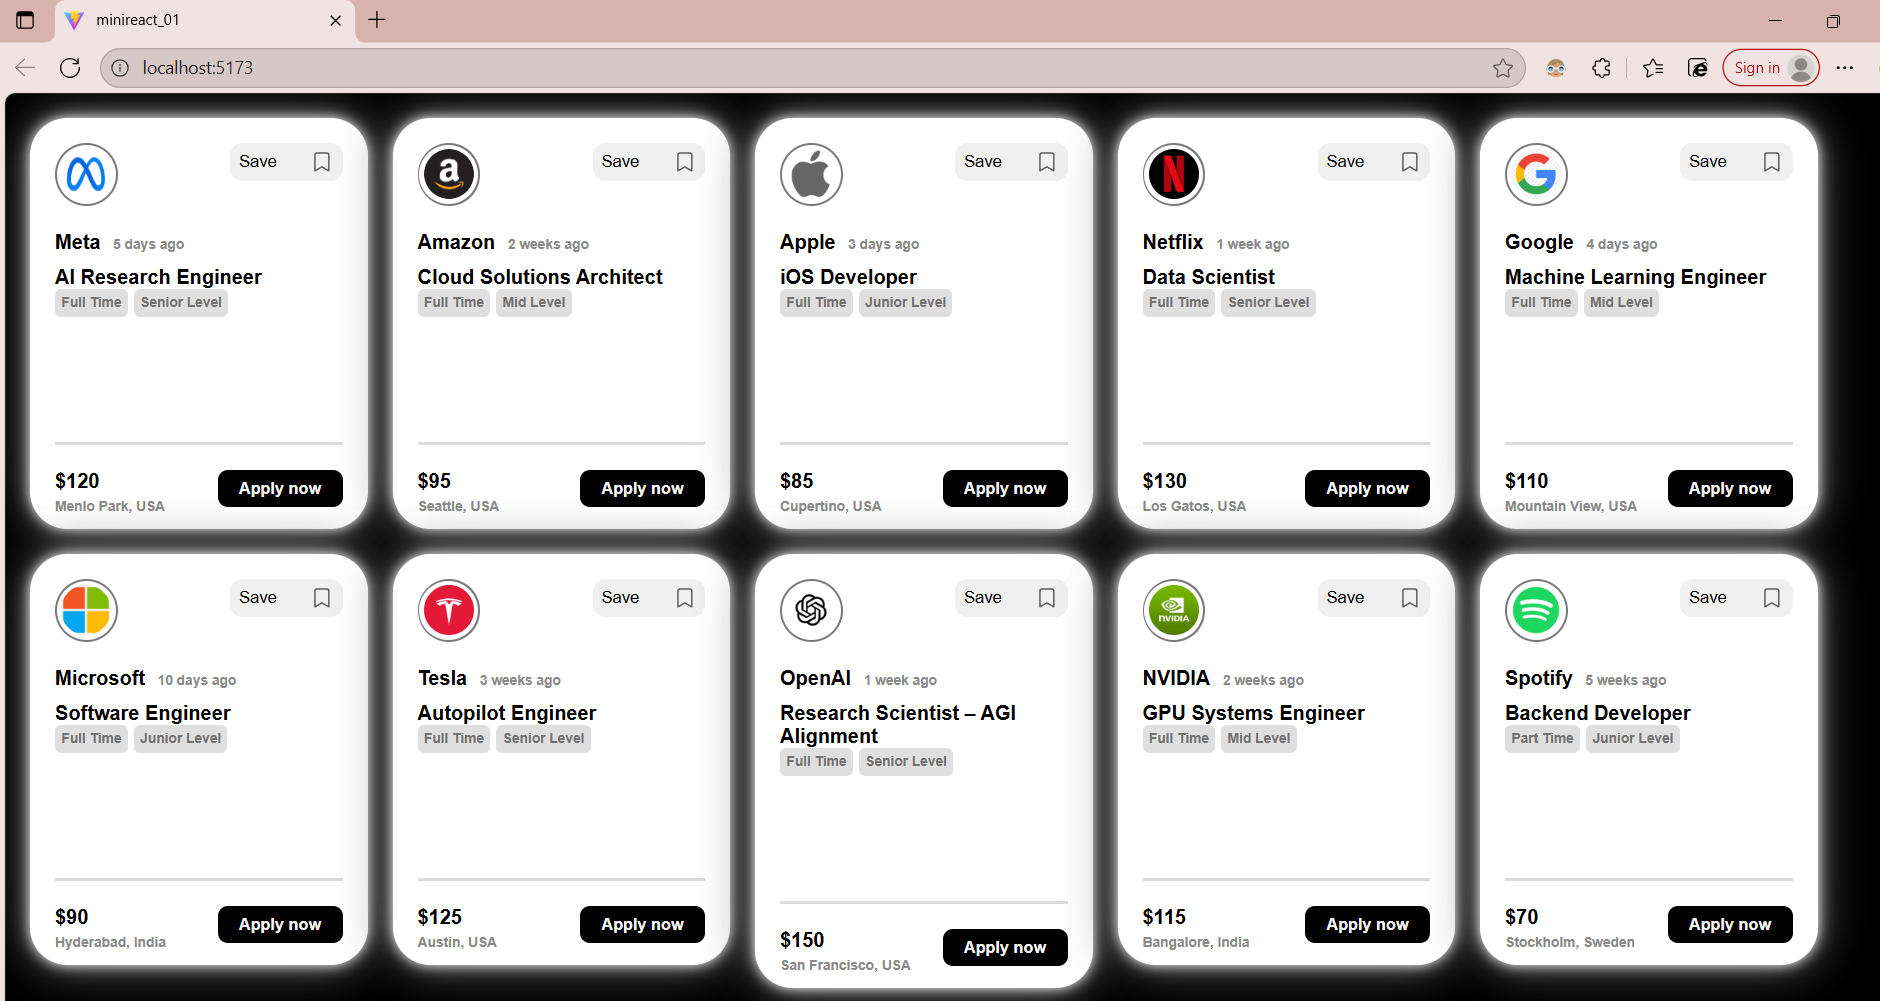 minireact_01
localhost:5173
Sign in
Save
Meta 5 days ago
AI Research Engineer
Full Time Senior Level
$120
Menlo Park, USA
Apply now
a
Save
Amazon 2 weeks ago
Cloud Solutions Architect
Full Time Mid Level
$95
Seattle, USA
Apply now
Save
Apple 3 days ago
iOS Developer
Full Time Junior Level
$85
Cupertino, USA
Apply now
N
Save
Netflix 1 week ago
Data Scientist
Full Time Senior Level
$130
Los Gatos, USA
Apply now
G
Save
Google 4 days ago
Machine Learning Engineer
Full Time Mid Level
$110
Mountain View, USA
Apply now
Save
Microsoft 10 days ago
Software Engineer
Full Time Junior Level
$90
Hyderabad, India
Apply now
Save
Tesla 3 weeks ago
Autopilot Engineer
Full Time Senior Level
$125
Austin, USA
Apply now
Save
OpenAI 1 week ago
Research Scientist – AGI
Alignment
Full Time Senior Level
$150
San Francisco, USA
Apply now
NVIDIA
Save
NVIDIA 2 weeks ago
GPU Systems Engineer
Full Time Mid Level
$115
Bangalore, India
Apply now
Save
Spotify 5 weeks ago
Backend Developer
Part Time Junior Level
$70
Stockholm, Sweden
Apply now